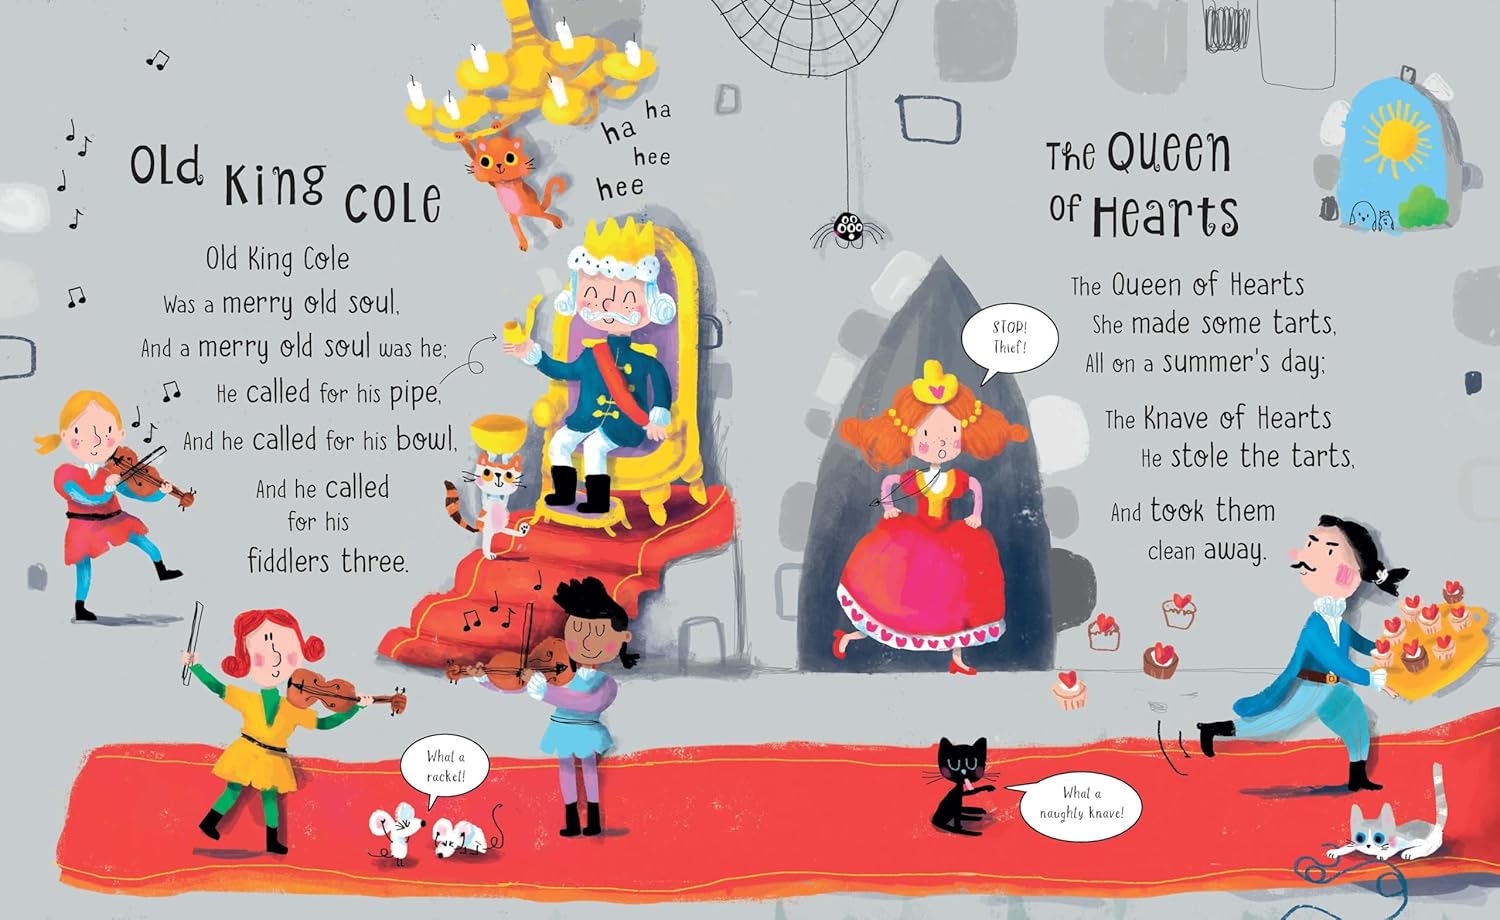 Old King Cole
Old King Cole
Was a merry old soul,
And a merry old soul was he;
He called for his pipe,
And he called for his bowl,
And he called
for his
fiddlers three.
ha ha
hee
hee
What a
racket!
The Queen
of Hearts
The Queen of Hearts
She made some tarts,
All on a summer's day;
The Knave of Hearts
He stole the tarts,
And took them
clean away.
STOP!
Thief!
What a
naughty knave!